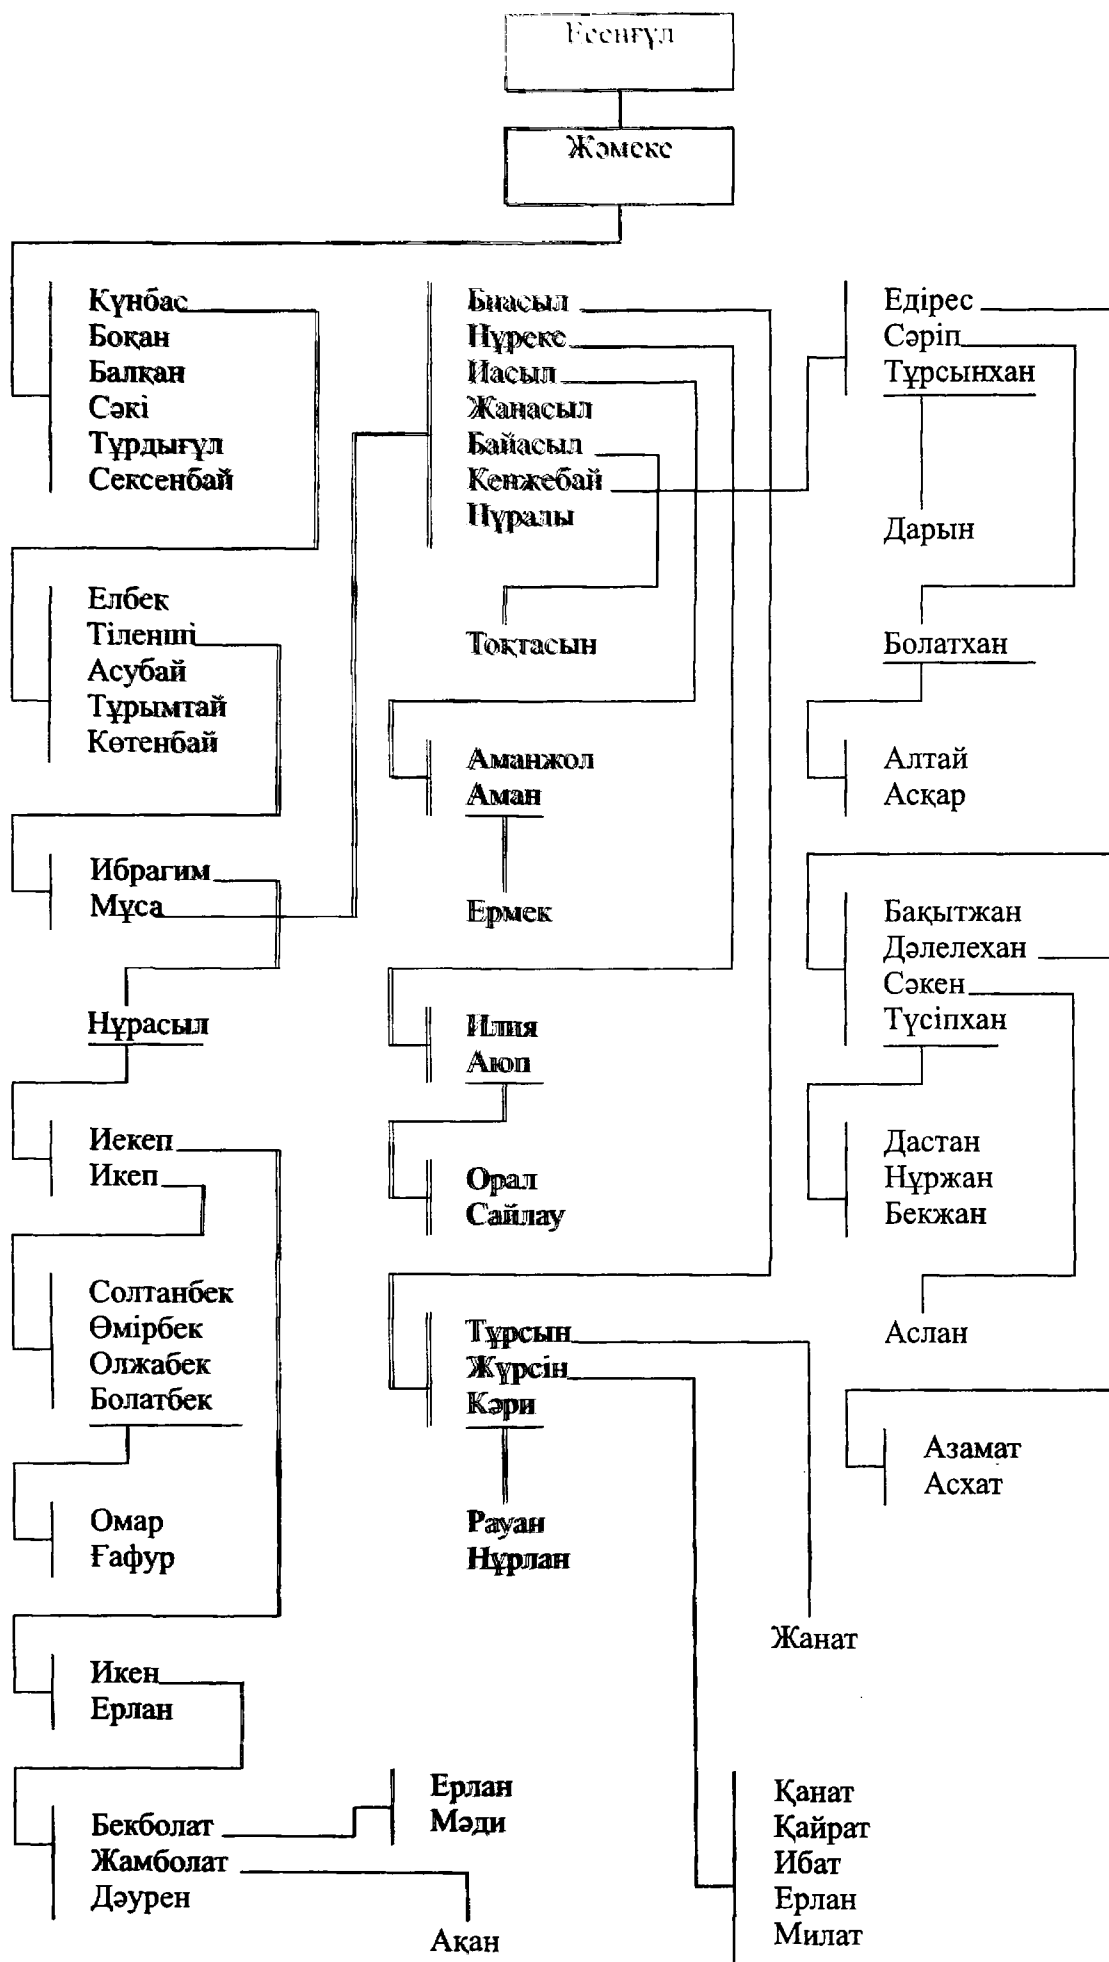 Есенгүл
Жәмеке
Күнбас
Боқан
Балқан
Сәкі
Тұрдығұл
Сексенбай
Елбек
Тіленші
Асубай
Тұрымтай
Көтенбай
Ибрагим
Мұса
Нұрасыл
Иекеп
Икеп
Солтанбек
Өмірбек
Олжабек
Болатбек
Омар
Ғафур
Икен
Ерлан
Бекболат
Жамболат
Дәурен
Ерлан
Мәди
Ақан
Биасыл
Нұреке
Иасыл
Жанасыл
Байасыл
Кенжебай
Нұралы
Тоқтасын
Аманжол
Аман
Ермек
Илия
Аюп
Орал
Сайлау
Тұрсын
Жүрсін
Кәри
Рауан
Нұрлан
Жанат
Қанат
Қайрат
Ибат
Ерлан
Милат
Едірес
Сәріп
Тұрсынхан
Дарын
Болатхан
Алтай
Асқар
Бақытжан
Дәлелехан
Сәкен
Түсіпхан
Дастан
Нұржан
Бекжан
Аслан
Азамат
Асхат